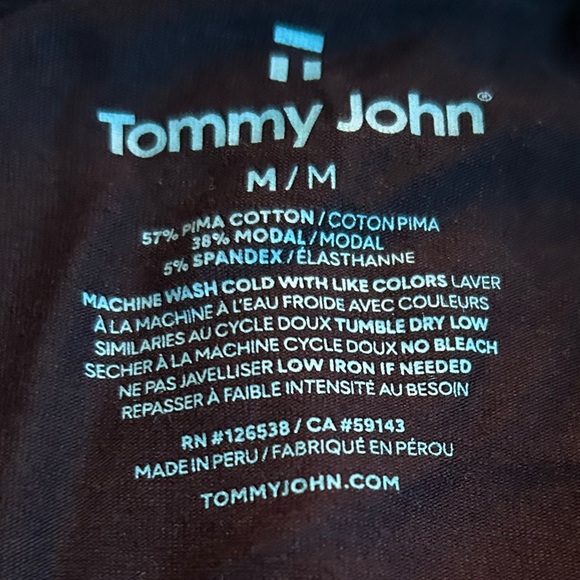 Tommy John®
M/M
57% PIMA COTTON/COTON PIMA
38% MODAL/MODAL
5% SPANDEX/ÉLASTHANNE
MACHINE WASH COLD WITH LIKE COLORS LAVER
À LA MACHINE À L'EAU FROIDE AVEC COULEURS
SIMILARIES AU CYCLE DOUX TUMBLE DRY LOW
SECHER À LA MACHINE CYCLE DOUX NO BLEACH
NE PAS JAVELLISER LOW IRON IF NEEDED
REPASSER À FAIBLE INTENSITÉ AU BESOIN
RN #126538 / CA #59143
MADE IN PERU / FABRIQUÉ EN PÉROU
TOMMYJOHN.COM